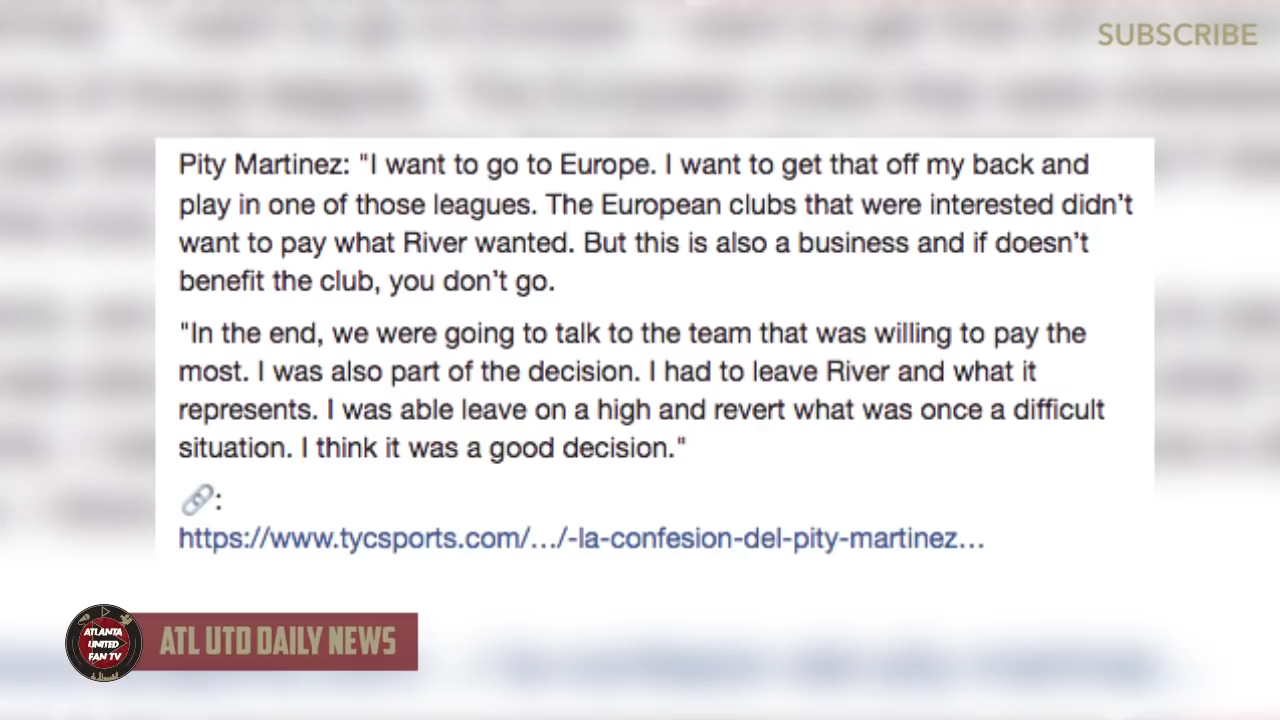 SUBSCRIBE
Pity Martinez: "I want to go to Europe. I want to get that off my back and
play in one of those leagues. The European clubs that were interested didn't
want to pay what River wanted. But this is also a business and if doesn't
benefit the club, you don't go.
"In the end, we were going to talk to the team that was willing to pay the
most. I was also part of the decision. I had to leave River and what it
represents. I was able leave on a high and revert what was once a difficult
situation. I think it was a good decision."
🔗:
https://www.tycsports.com/…/-la-confesion-del-pity-martinez…
ATLANTA
UNITED
FAN TV
ATL UTD DAILY NEWS